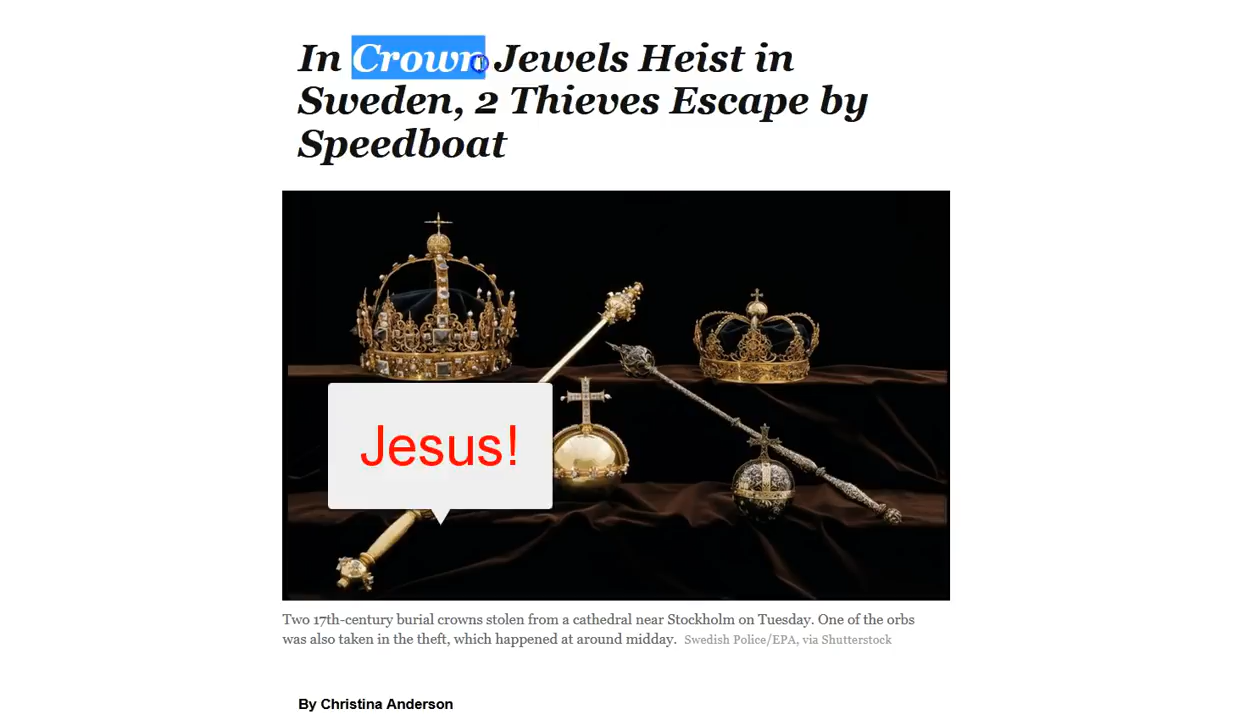 In Crown Jewels Heist in
Sweden, 2 Thieves Escape by
Speedboat
Jesus!
Two 17th-century burial crowns stolen from a cathedral near Stockholm on Tuesday. One of the orbs
was also taken in the theft, which happened at around midday. Swedish Police/EPA, via Shutterstock
By Christina Anderson